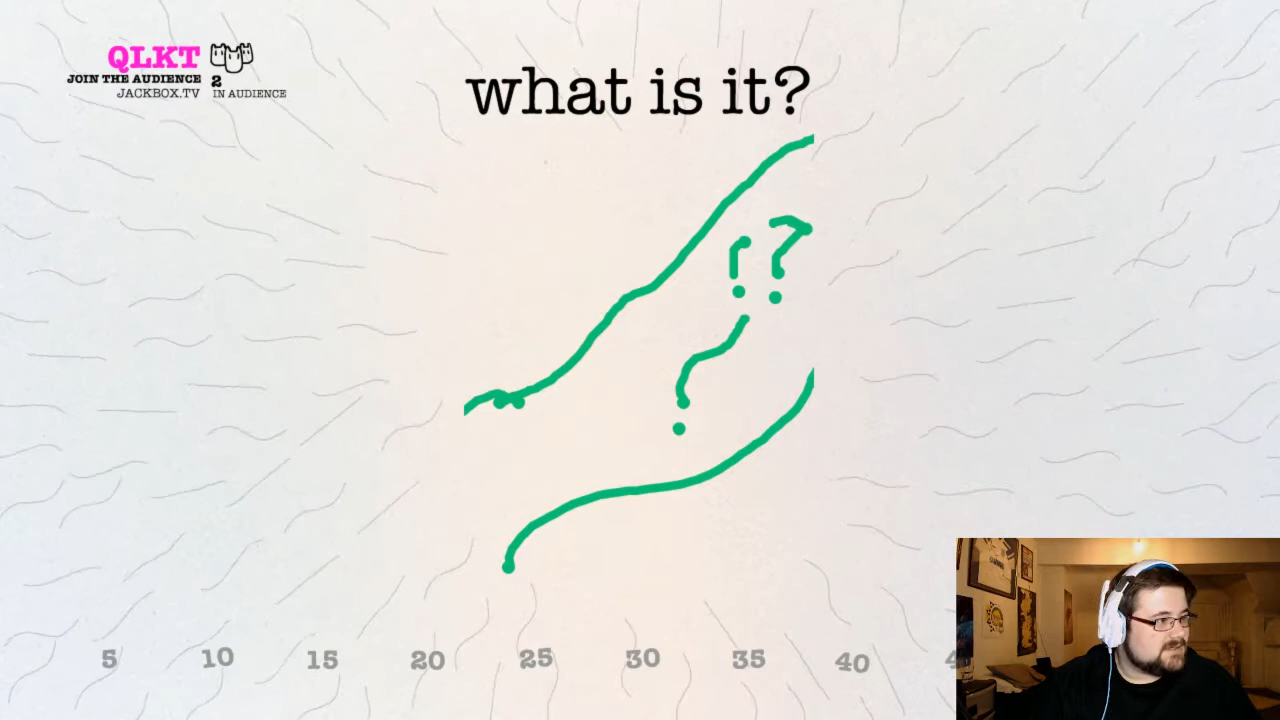 QLKT
JOIN THE AUDIENCE
JACKBOX.TV
2
IN AUDIENCE
what is it?
? ?
?
5 10 15 20 25 30 35 40